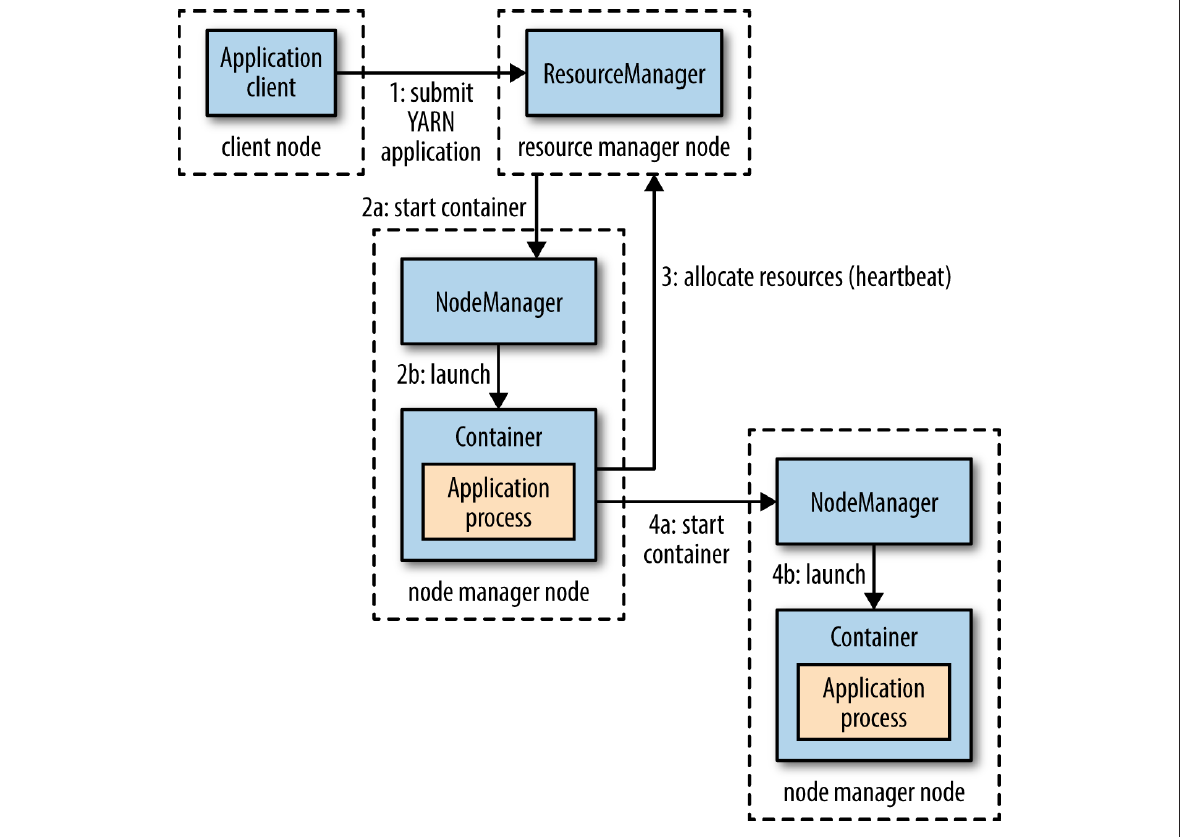 Application
client
client node
1: submit
YARN
application
ResourceManager
resource manager node
2a: start container
3: allocate resources (heartbeat)
NodeManager
2b: launch
Container
Application
process
node manager node
4a: start
container
NodeManager
4b: launch
Container
Application
process
node manager node